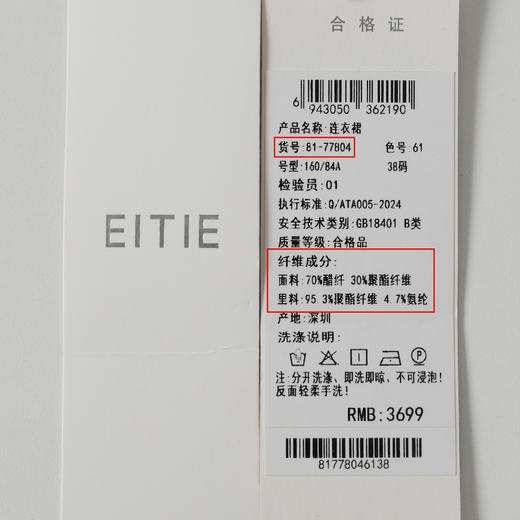 合格证
6 943050 362190
产品名称:连衣裙
货号:81-77804 色号:61
号型:160/84A 38码
检验员:01
执行标准:Q/ATA005-2024
安全技术类别:GB18401 B类
质量等级:合格品
纤维成分:
面料:70%醋纤 30%聚酯纤维
里料:95.3%聚酯纤维 4.7%氨纶
产地:深圳
洗涤说明:
P
注:分开洗涤、即洗即晾、不可浸泡!
反面轻柔手洗!
RMB:3699
81778046138
EITIE